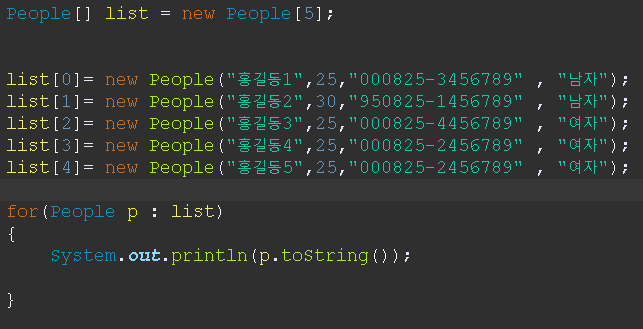 People[] list = new People[5];
list[0]= new People("홍길동1",25,"000825-3456789" , "남자");
list[1]= new People("홍길동2",30,"950825-1456789" , "남자");
list[2]= new People("홍길동3",25,"000825-4456789" , "여자");
list[3]= new People("홍길동4",25,"000825-2456789" , "여자");
list[4]= new People("홍길동5",25,"000825-2456789" , "여자");
for(People p : list)
{
System.out.println(p.toString());
}